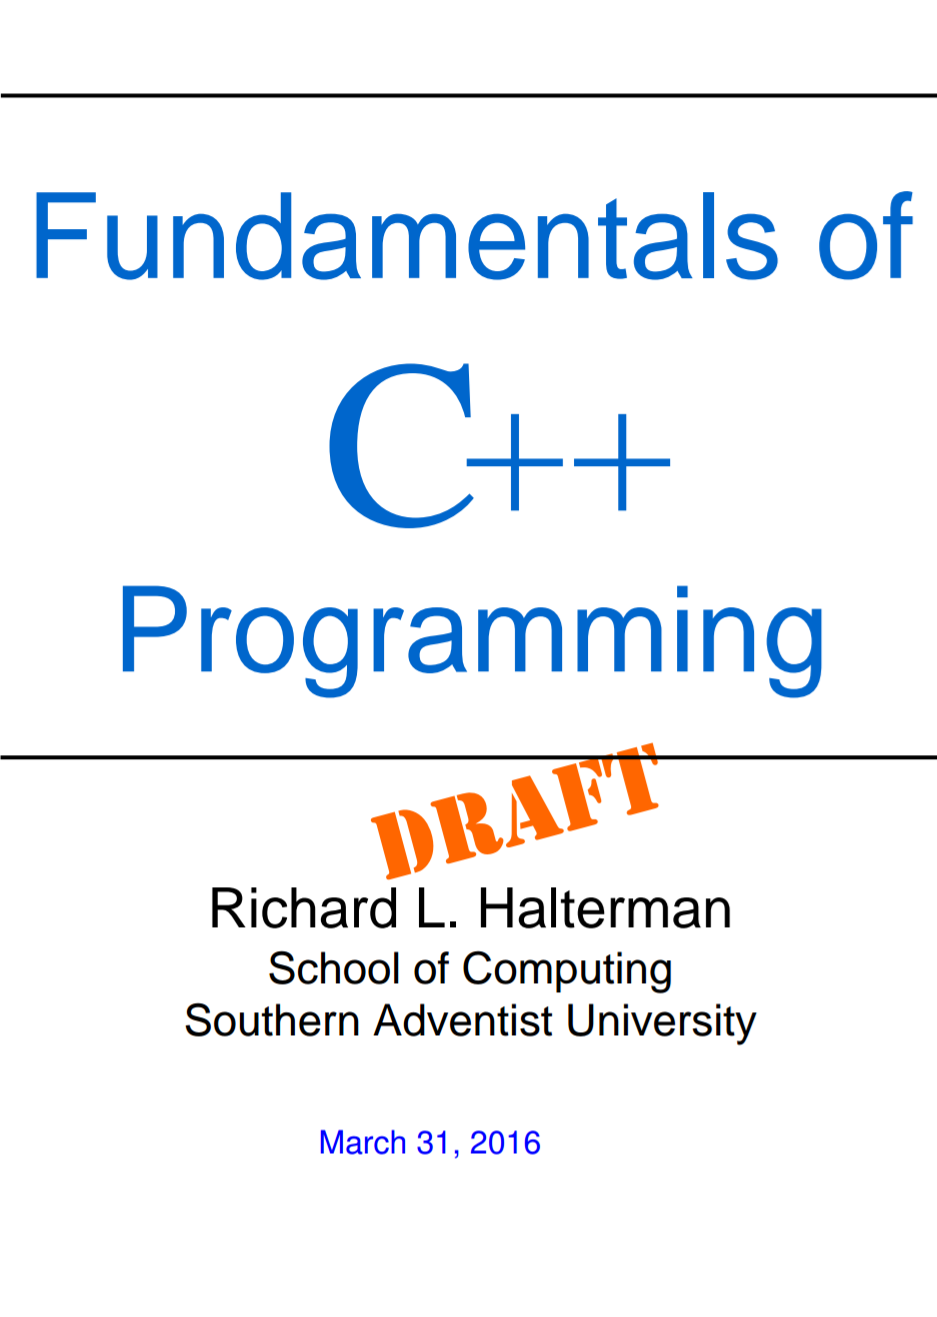 Fundamentals of
C++
Programming
DRAFT
Richard L. Halterman
School of Computing
Southern Adventist University
March 31, 2016